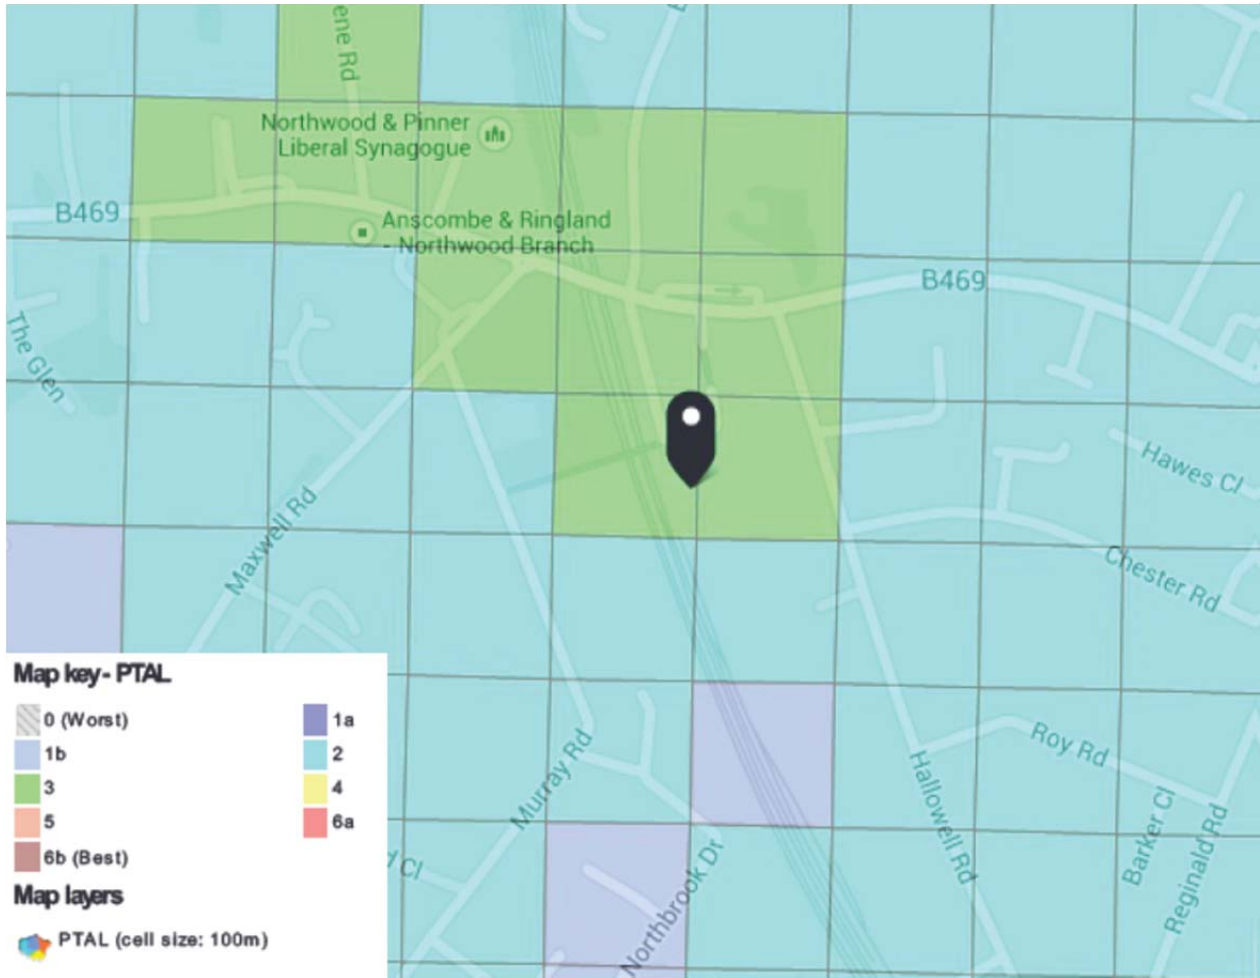 ene Rd
Northwood & Pinner
Liberal Synagogue
B469
Anscombe & Ringland
- Northwood Branch
B469
The Glen
Hawes Cl
Maxwell Rd
Chester Rd
Murray Rd
Roy Rd
Hallowell Rd
Barker Cl
Reginald Rd
Northbrook Dr
d Cl
Map key - PTAL
0 (Worst)
1a
1b
2
3
4
5
6a
6b (Best)
Map layers
PTAL (cell size: 100m)